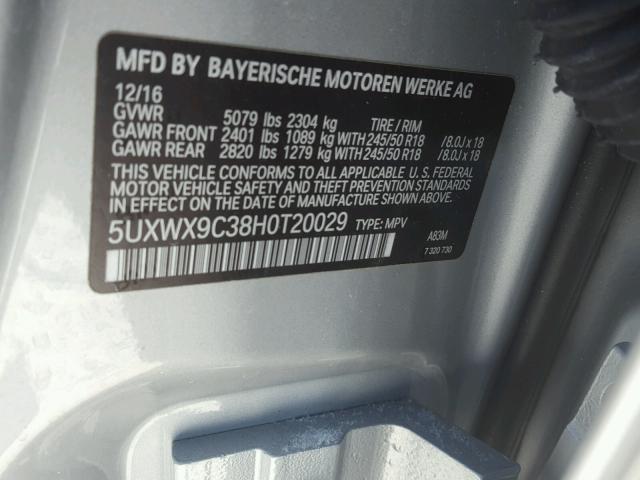 MFD BY BAYERISCHE MOTOREN WERKE AG
12/16
GVWR 5079 lbs 2304 kg TIRE / RIM
GAWR FRONT 2401 lbs 1089 kg WITH 245/50 R18 /8.0J x 18
GAWR REAR 2820 lbs 1279 kg WITH 245/50 R18 /8.0J x 18
THIS VEHICLE CONFORMS TO ALL APPLICABLE U. S. FEDERAL
MOTOR VEHICLE SAFETY AND THEFT PREVENTION STANDARDS
IN EFFECT ON THE DATE OF MANUFACTURE SHOWN ABOVE.
5UXWX9C38H0T20029 TYPE: MPV A83M
7 320 730